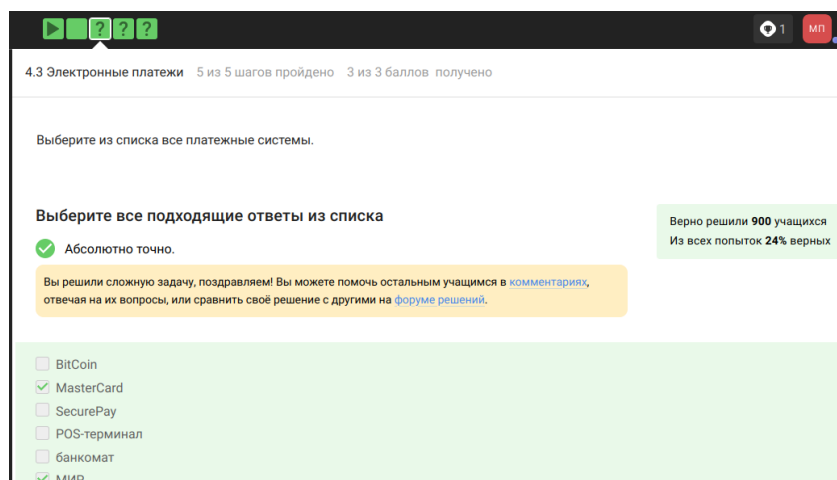 ? ? ?
1 МП
4.3 Электронные платежи 5 из 5 шагов пройдено 3 из 3 баллов получено
Выберите из списка все платежные системы.
Выберите все подходящие ответы из списка
Верно решили 900 учащихся
Из всех попыток 24% верных
Абсолютно точно.
Вы решили сложную задачу, поздравляем! Вы можете помочь остальным учащимся в комментариях,
отвечая на их вопросы, или сравнить своё решение с другими на форуме решений.
BitCoin
MasterCard
SecurePay
POS-терминал
банкомат
МИР